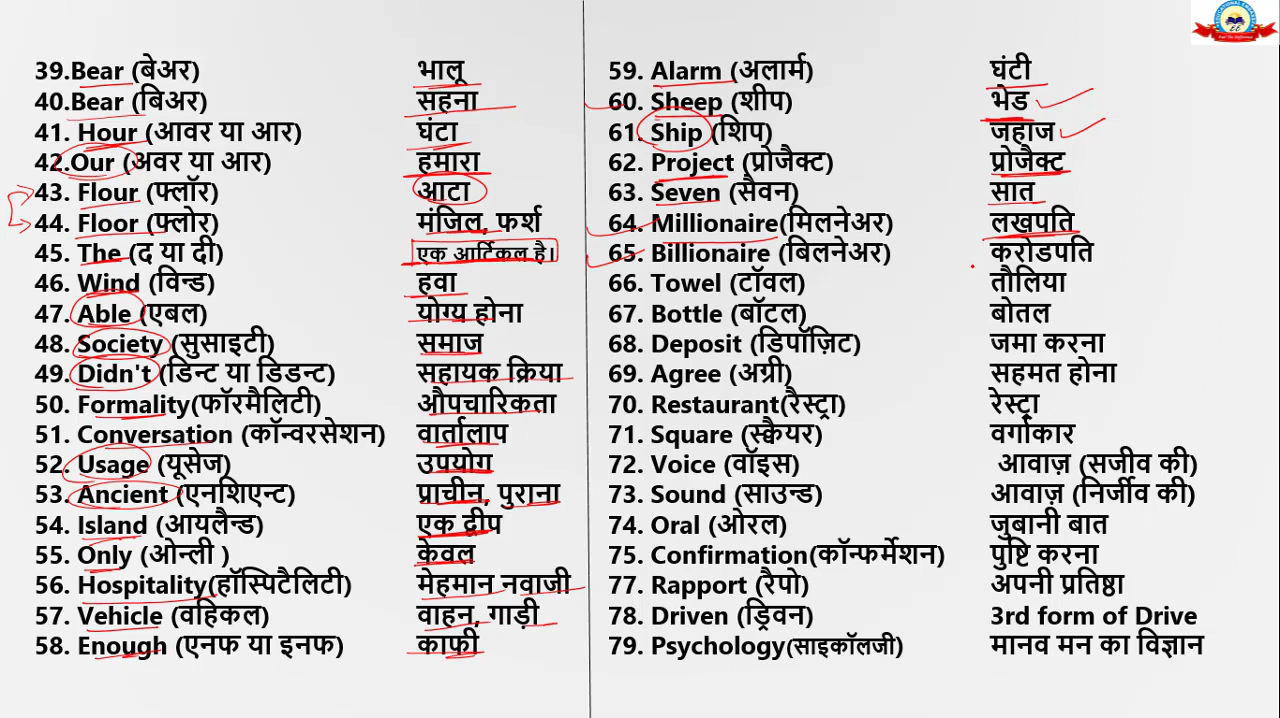 39.Bear (बेअर) भालू
40.Bear (बिअर) सहना
41. Hour (आवर या आर) घंटा
42.Our (अवर या आर) हमारा
43. Flour (फ्लॉर) आटा
44. Floor (फ्लोर) मंजिल, फर्श
45. The (द या दी) एक आर्टिकल है।
46. Wind (विन्ड) हवा
47. Able (एबल) योग्य होना
48. Society (सुसाइटी) समाज
49. Didn't (डिन्ट या डिडन्ट) सहायक क्रिया
50. Formality(फॉरमैलिटी) औपचारिकता
51. Conversation (कॉन्वरसेशन) वार्तालाप
52. Usage (यूसेज) उपयोग
53. Ancient (एनशिएन्ट) प्राचीन, पुराना
54. Island (आयलैन्ड) एक द्वीप
55. Only (ओन्ली ) केवल
56. Hospitality(हॉस्पिटैलिटी) मेहमान नवाजी
57. Vehicle (वहिकल) वाहन, गाड़ी
58. Enough (एनफ या इनफ) काफी
59. Alarm (अलार्म) घंटी
60. Sheep (शीप) भेड
61. Ship (शिप) जहाज
62. Project (प्रोजैक्ट) प्रोजैक्ट
63. Seven (सैवन) सात
64. Millionaire(मिलनेअर) लखपति
65. Billionaire (बिलनेअर) करोडपति
66. Towel (टॉवल) तौलिया
67. Bottle (बॉटल) बोतल
68. Deposit (डिपॉज़िट) जमा करना
69. Agree (अग्री) सहमत होना
70. Restaurant(रैस्ट्रा) रेस्ट्रा
71. Square (स्कैयर) वर्गाकार
72. Voice (वॉइस) आवाज़ (सजीव की)
73. Sound (साउन्ड) आवाज़ (निर्जीव की)
74. Oral (ओरल) जुबानी बात
75. Confirmation(कॉन्फर्मेशन) पुष्टि करना
77. Rapport (रैपो) अपनी प्रतिष्ठा
78. Driven (ड्रिवन) 3rd form of Drive
79. Psychology(साइकॉलजी) मानव मन का विज्ञान